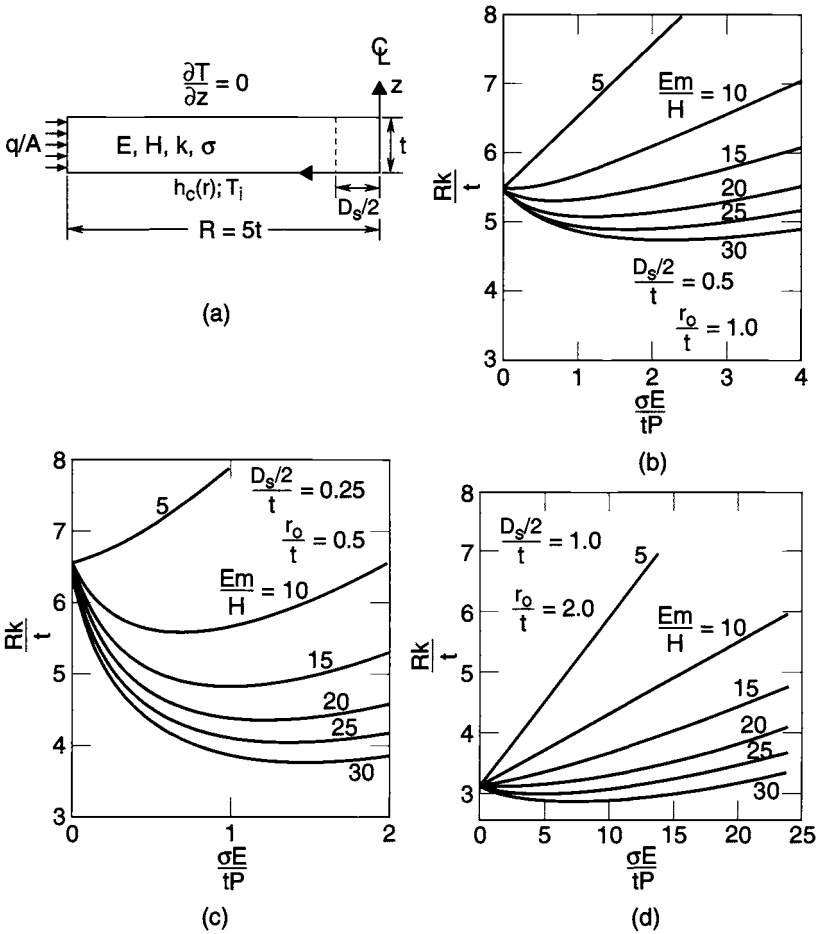 ∂T/∂z = 0
℄
z
q/A
E, H, k, σ
t
h_c(r); T_i
D_s/2
R = 5t
(a)
8
7
6
5
4
3
Rk/t
5
Em/H = 10
15
20
25
30
D_s/2/t = 0.5
r_o/t = 1.0
0 1 2 3 4
σE/tP
(b)
8
7
6
5
4
3
Rk/t
5
D_s/2/t = 0.25
r_o/t = 0.5
Em/H = 10
15
20
25
30
0 1 2
σE/tP
(c)
8
7
6
5
4
3
Rk/t
D_s/2/t = 1.0
5
r_o/t = 2.0
Em/H = 10
15
20
25
30
0 5 10 15 20 25
σE/tP
(d)